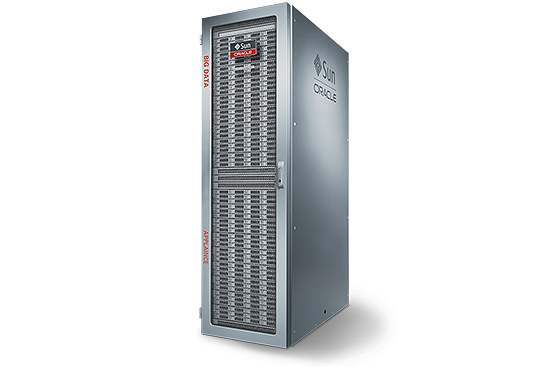 BIG DATA
Sun
ORACLE
Sun
ORACLE
APPLIANCE